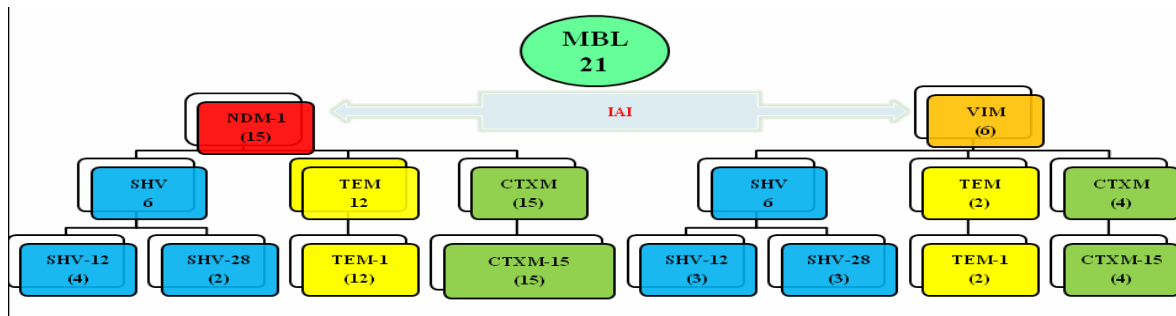 MBL
21
IAI
NDM-1
(15)
VIM
(6)
SHV
6
TEM
12
CTXM
(15)
SHV
6
TEM
(2)
CTXM
(4)
SHV-12
(4)
SHV-28
(2)
TEM-1
(12)
CTXM-15
(15)
SHV-12
(3)
SHV-28
(3)
TEM-1
(2)
CTXM-15
(4)